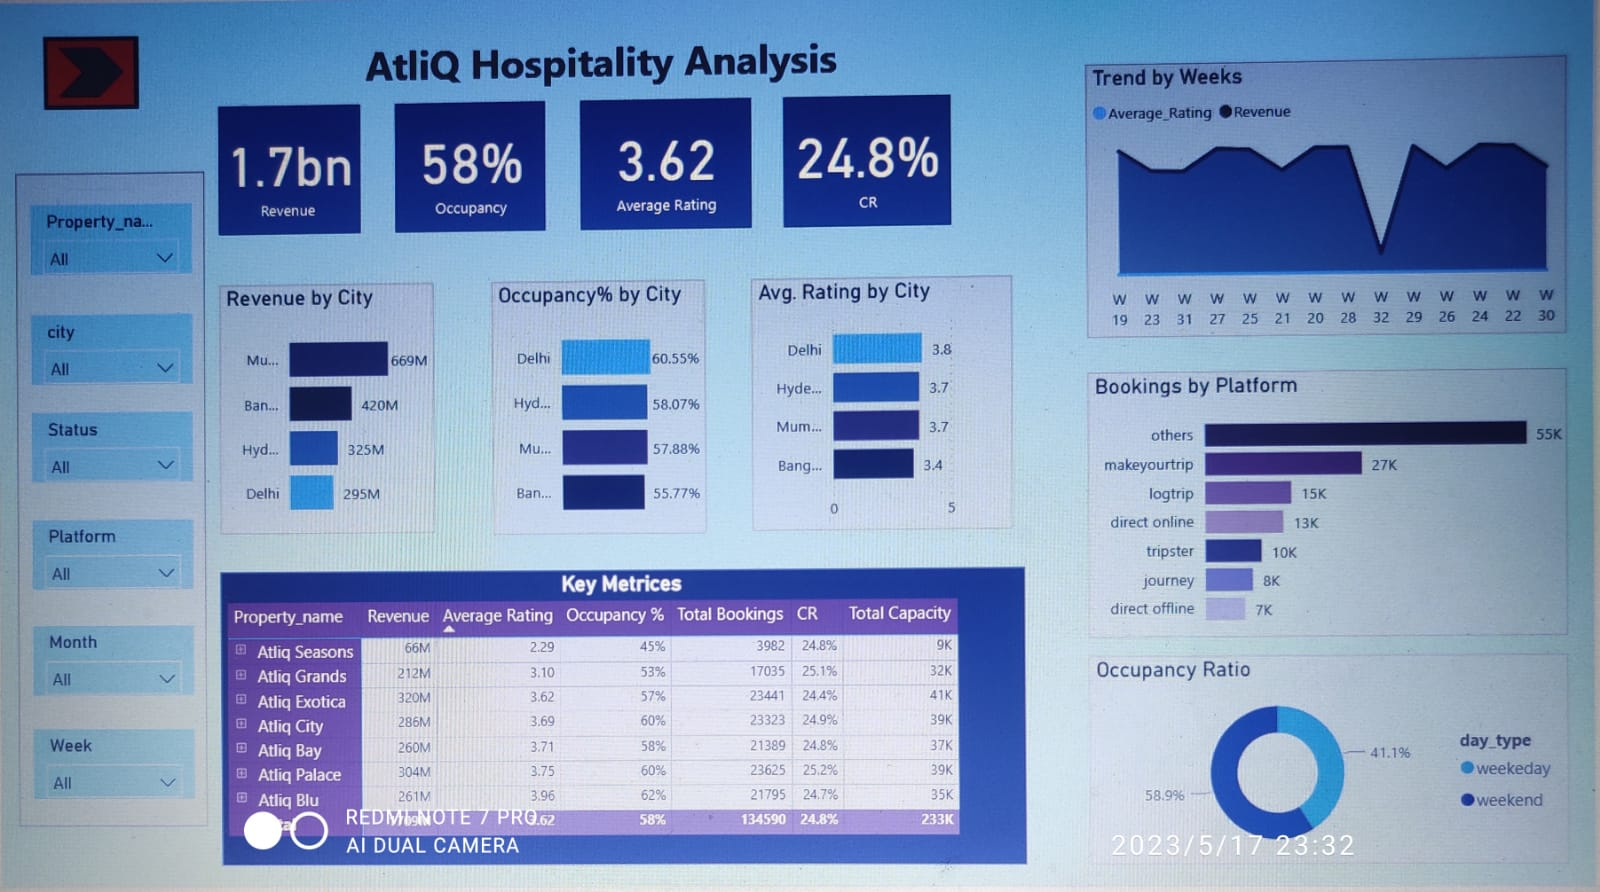 AtliQ Hospitality Analysis
1.7bn
Revenue
58%
Occupancy
3.62
Average Rating
24.8%
CR
Property_na...
All
city
All
Status
All
Platform
All
Month
All
Week
All
Revenue by City
Mu... 669M
Ban... 420M
Hyd... 325M
Delhi 295M
Occupancy% by City
Delhi 60.55%
Hyd... 58.07%
Mu... 57.88%
Ban... 55.77%
Avg. Rating by City
Delhi 3.8
Hyde... 3.7
Mum... 3.7
Bang... 3.4
0 5
Key Metrices
Property_name Revenue Average Rating Occupancy % Total Bookings CR Total Capacity
Atliq Seasons 66M 2.29 45% 3982 24.8% 9K
Atliq Grands 212M 3.10 53% 17035 25.1% 32K
Atliq Exotica 320M 3.62 57% 23441 24.4% 41K
Atliq City 286M 3.69 60% 23323 24.9% 39K
Atliq Bay 260M 3.71 58% 21389 24.8% 37K
Atliq Palace 304M 3.75 60% 23625 25.2% 39K
Atliq Blu 261M 3.96 62% 21795 24.7% 35K
58% 134590 24.8% 233K
REDMI NOTE 7 PRO
AI DUAL CAMERA
Trend by Weeks
Average_Rating Revenue
W W W W W W W W W W W W W W
19 23 31 27 25 21 20 28 32 29 26 24 22 30
Bookings by Platform
others 55K
makeyourtrip 27K
logtrip 15K
direct online 13K
tripster 10K
journey 8K
direct offline 7K
Occupancy Ratio
41.1%
58.9%
day_type
weekeday
weekend
2023/5/17 23:32